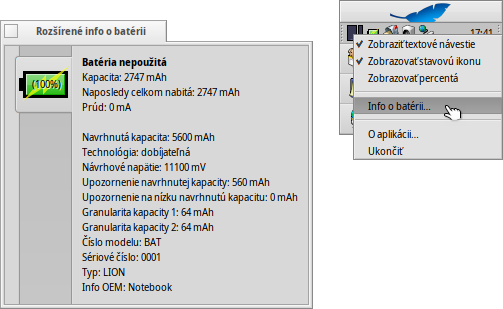 Rozšírené info o batérii
(100%)
Batéria nepoužitá
Kapacita: 2747 mAh
Naposledy celkom nabitá: 2747 mAh
Prúd: 0 mA
Navrhnutá kapacita: 5600 mAh
Technológia: dobíjateľná
Návrhové napätie: 11100 mV
Upozornenie navrhnutej kapacity: 560 mAh
Upozornenie na nízku navrhnutú kapacitu: 0 mAh
Granularita kapacity 1: 64 mAh
Granularita kapacity 2: 64 mAh
Číslo modelu: BAT
Sériové číslo: 0001
Typ: LION
Info OEM: Notebook
17:41
Zobraziť textové návestie
Zobrazovať stavovú ikonu
Zobrazovať percentá
Info o batérii...
O aplikácii...
Ukončiť